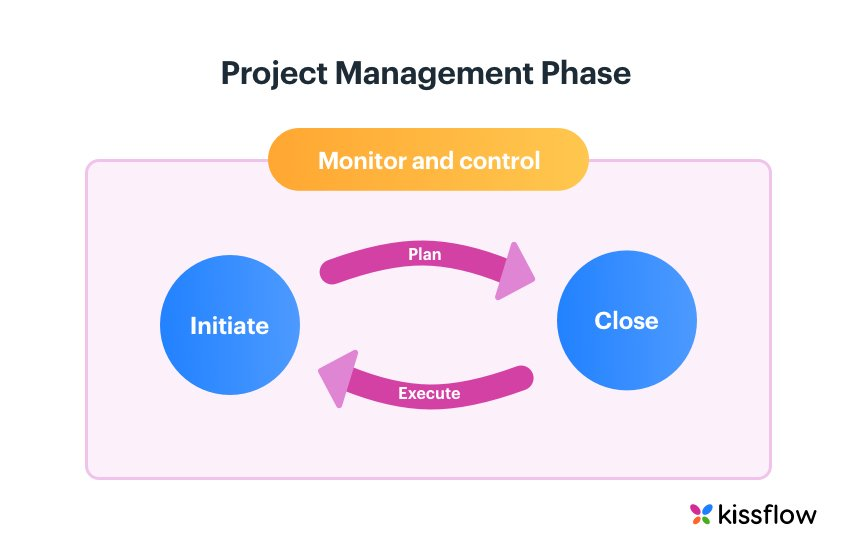 Project Management Phase
Monitor and control
Plan
Initiate
Close
Execute
kissflow